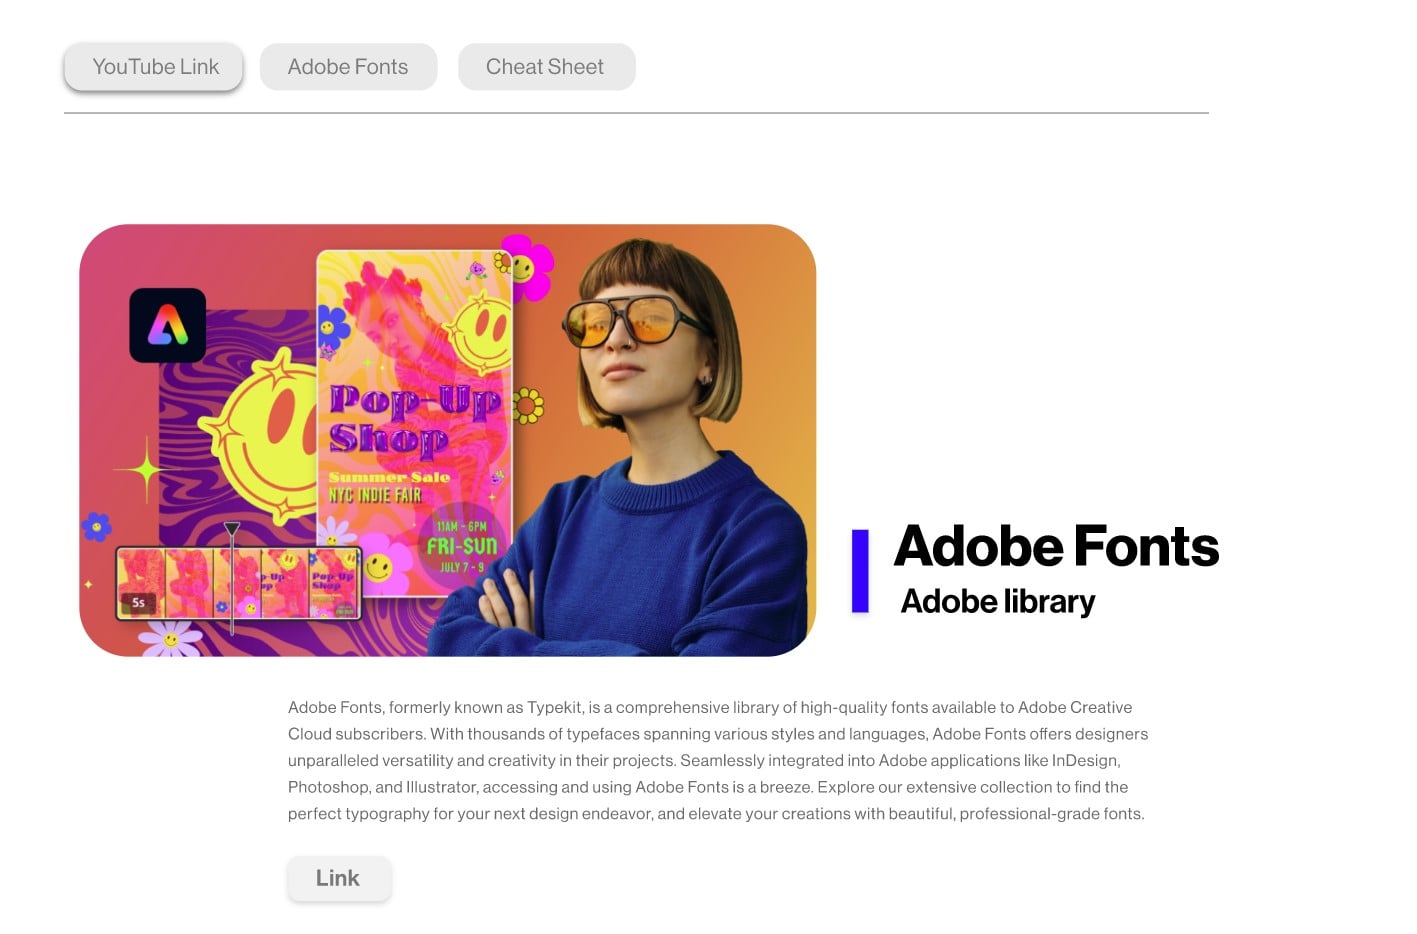 YouTube Link
Adobe Fonts
Cheat Sheet
Pop-Up
Shop
Summer Sale
NYC INDIE FAIR
11AM - 6PM
FRI-SUN
JULY 7 - 9
5s
Pop-Up
Shop
Adobe Fonts
Adobe library
Adobe Fonts, formerly known as Typekit, is a comprehensive library of high-quality fonts available to Adobe Creative
Cloud subscribers. With thousands of typefaces spanning various styles and languages, Adobe Fonts offers designers
unparalleled versatility and creativity in their projects. Seamlessly integrated into Adobe applications like InDesign,
Photoshop, and Illustrator, accessing and using Adobe Fonts is a breeze. Explore our extensive collection to find the
perfect typography for your next design endeavor, and elevate your creations with beautiful, professional-grade fonts.
Link